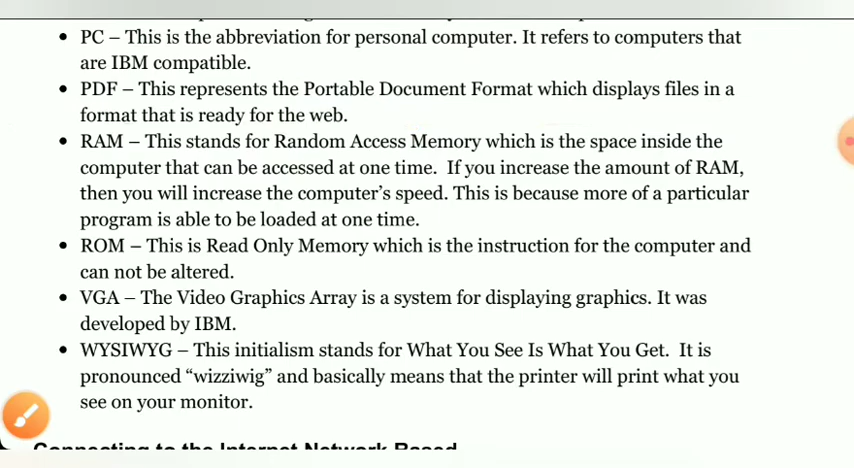 • PC – This is the abbreviation for personal computer. It refers to computers that
are IBM compatible.
• PDF – This represents the Portable Document Format which displays files in a
format that is ready for the web.
• RAM – This stands for Random Access Memory which is the space inside the
computer that can be accessed at one time.  If you increase the amount of RAM,
then you will increase the computer’s speed. This is because more of a particular
program is able to be loaded at one time.
• ROM – This is Read Only Memory which is the instruction for the computer and
can not be altered.
• VGA – The Video Graphics Array is a system for displaying graphics. It was
developed by IBM.
• WYSIWYG – This initialism stands for What You See Is What You Get.  It is
pronounced “wizziwig” and basically means that the printer will print what you
see on your monitor.
Connecting to the Internet Network Based